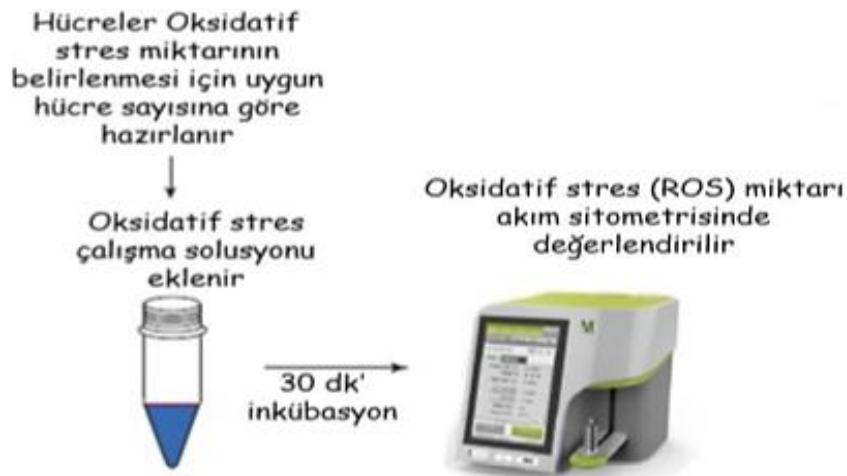 Hücreler Oksidatif
stres miktarının
belirlenmesi için uygun
hücre sayısına göre
hazırlanır
Oksidatif stres
çalışma solusyonu
eklenir
30 dk'
inkübasyon
Oksidatif stres (ROS) miktarı
akım sitometrisinde
değerlendirilir
M